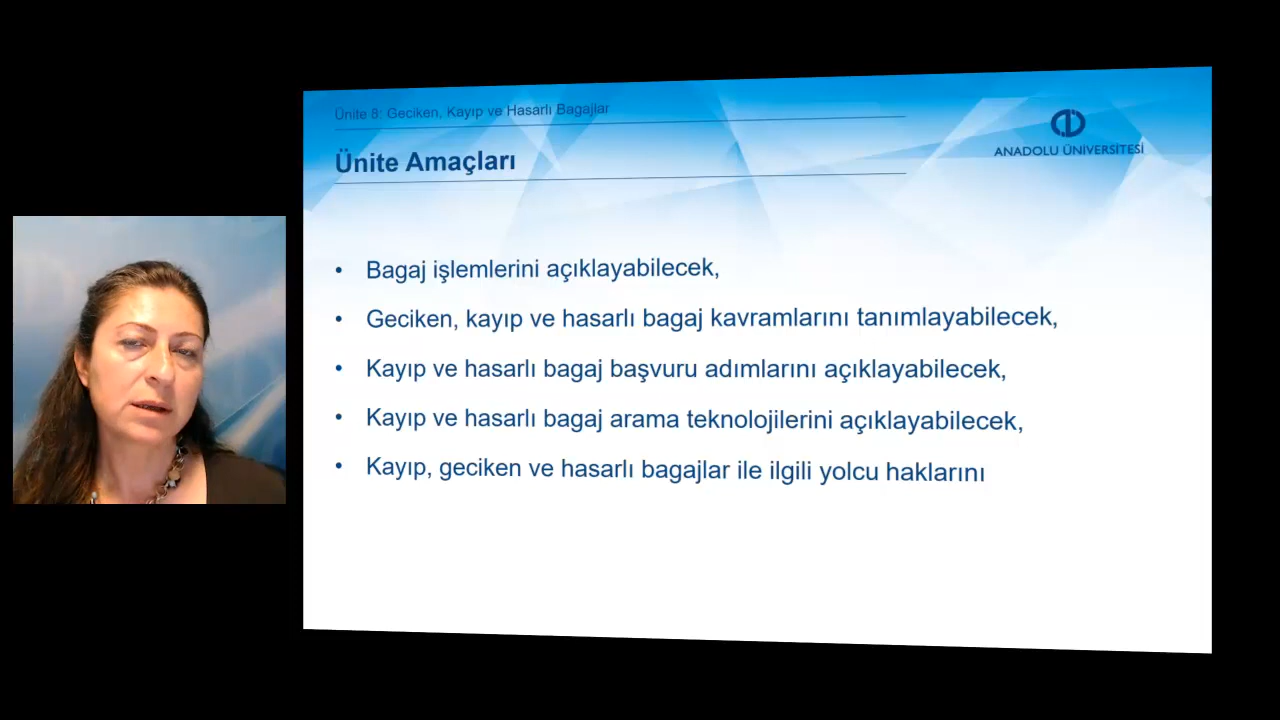 Ünite 8: Geciken, Kayıp ve Hasarlı Bagajlar
Ünite Amaçları
ANADOLU ÜNİVERSİTESİ
• Bagaj işlemlerini açıklayabilecek,
• Geciken, kayıp ve hasarlı bagaj kavramlarını tanımlayabilecek,
• Kayıp ve hasarlı bagaj başvuru adımlarını açıklayabilecek,
• Kayıp ve hasarlı bagaj arama teknolojilerini açıklayabilecek,
• Kayıp, geciken ve hasarlı bagajlar ile ilgili yolcu haklarını